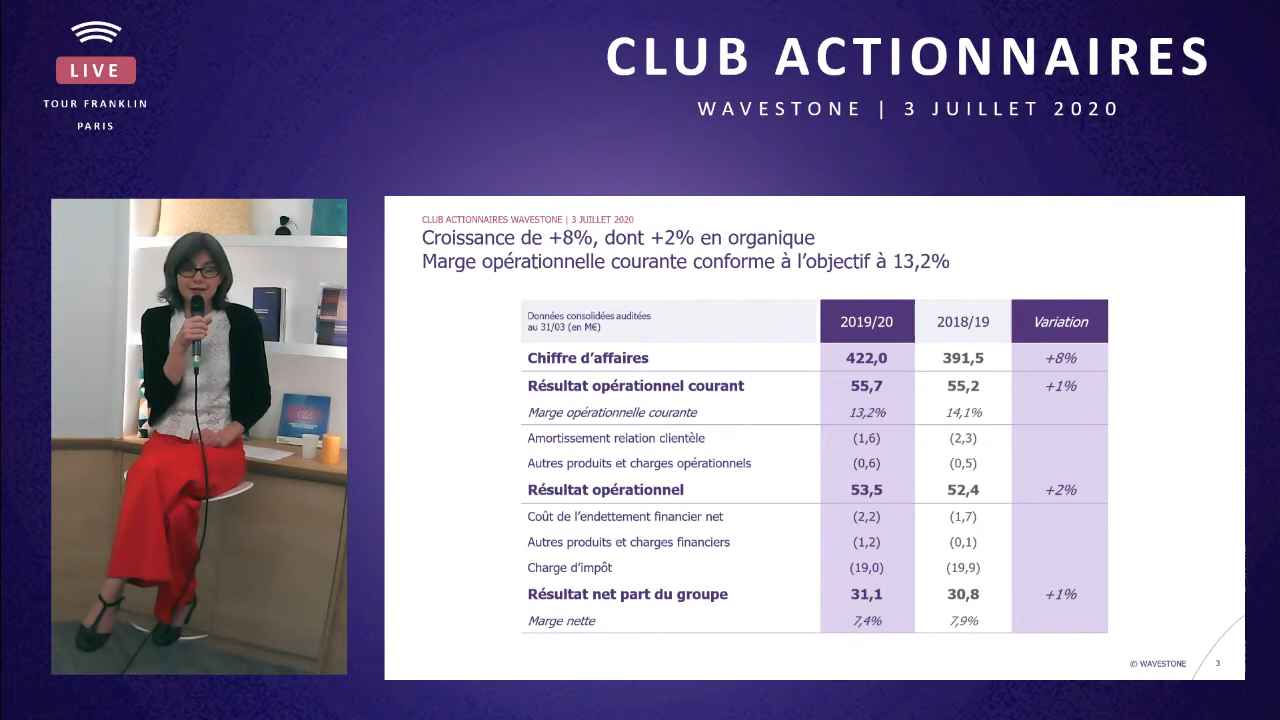 LIVE
TOUR FRANKLIN
PARIS
CLUB ACTIONNAIRES
WAVESTONE | 3 JUILLET 2020
CLUB ACTIONNAIRES WAVESTONE | 3 JUILLET 2020
Croissance de +8%, dont +2% en organique
Marge opérationnelle courante conforme à l'objectif à 13,2%
Données consolidées auditées
au 31/03 (en M€)
2019/20 2018/19 Variation
Chiffre d'affaires 422,0 391,5 +8%
Résultat opérationnel courant 55,7 55,2 +1%
Marge opérationnelle courante 13,2% 14,1%
Amortissement relation clientèle (1,6) (2,3)
Autres produits et charges opérationnels (0,6) (0,5)
Résultat opérationnel 53,5 52,4 +2%
Coût de l'endettement financier net (2,2) (1,7)
Autres produits et charges financiers (1,2) (0,1)
Charge d'impôt (19,0) (19,9)
Résultat net part du groupe 31,1 30,8 +1%
Marge nette 7,4% 7,9%
© WAVESTONE 3